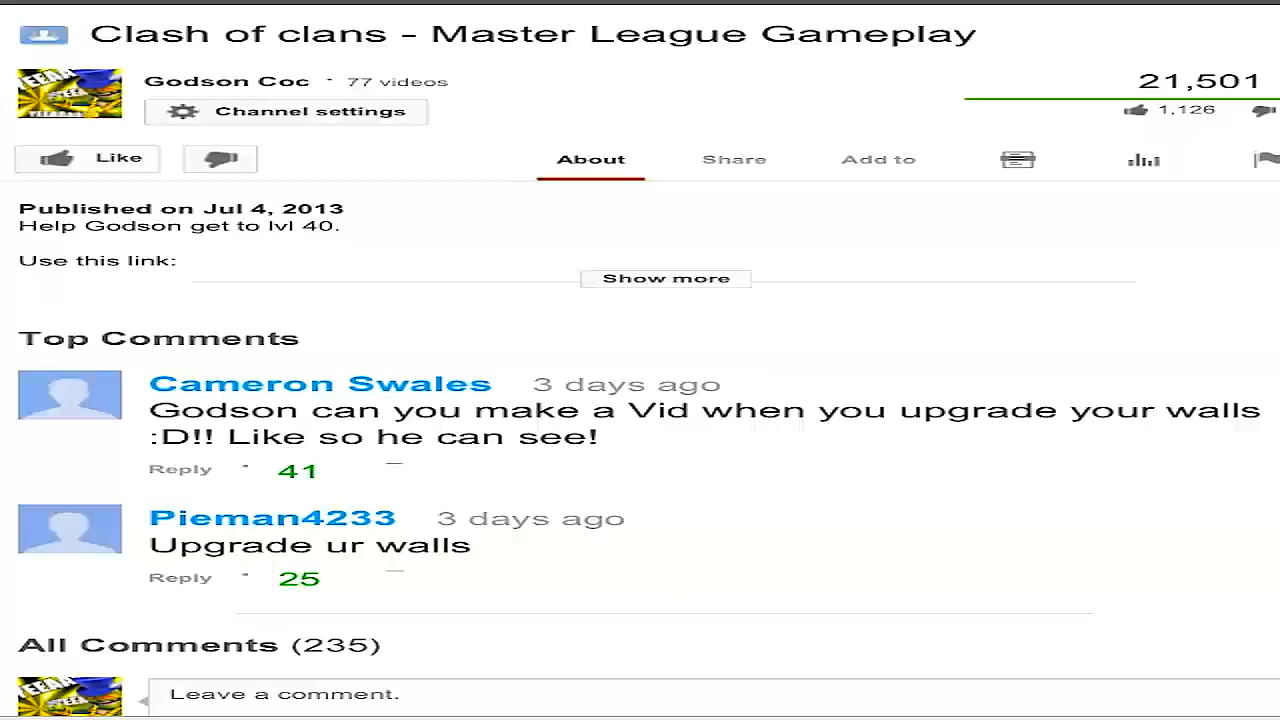 Clash of clans - Master League Gameplay
Godson Coc · 77 videos
21,501
Channel settings
1,126
Like
About
Share
Add to
Published on Jul 4, 2013
Help Godson get to lvl 40.
Use this link:
Show more
Top Comments
Cameron Swales 3 days ago
Godson can you make a Vid when you upgrade your walls
:D!! Like so he can see!
Reply · 41
Pieman4233 3 days ago
Upgrade ur walls
Reply · 25
All Comments (235)
Leave a comment.